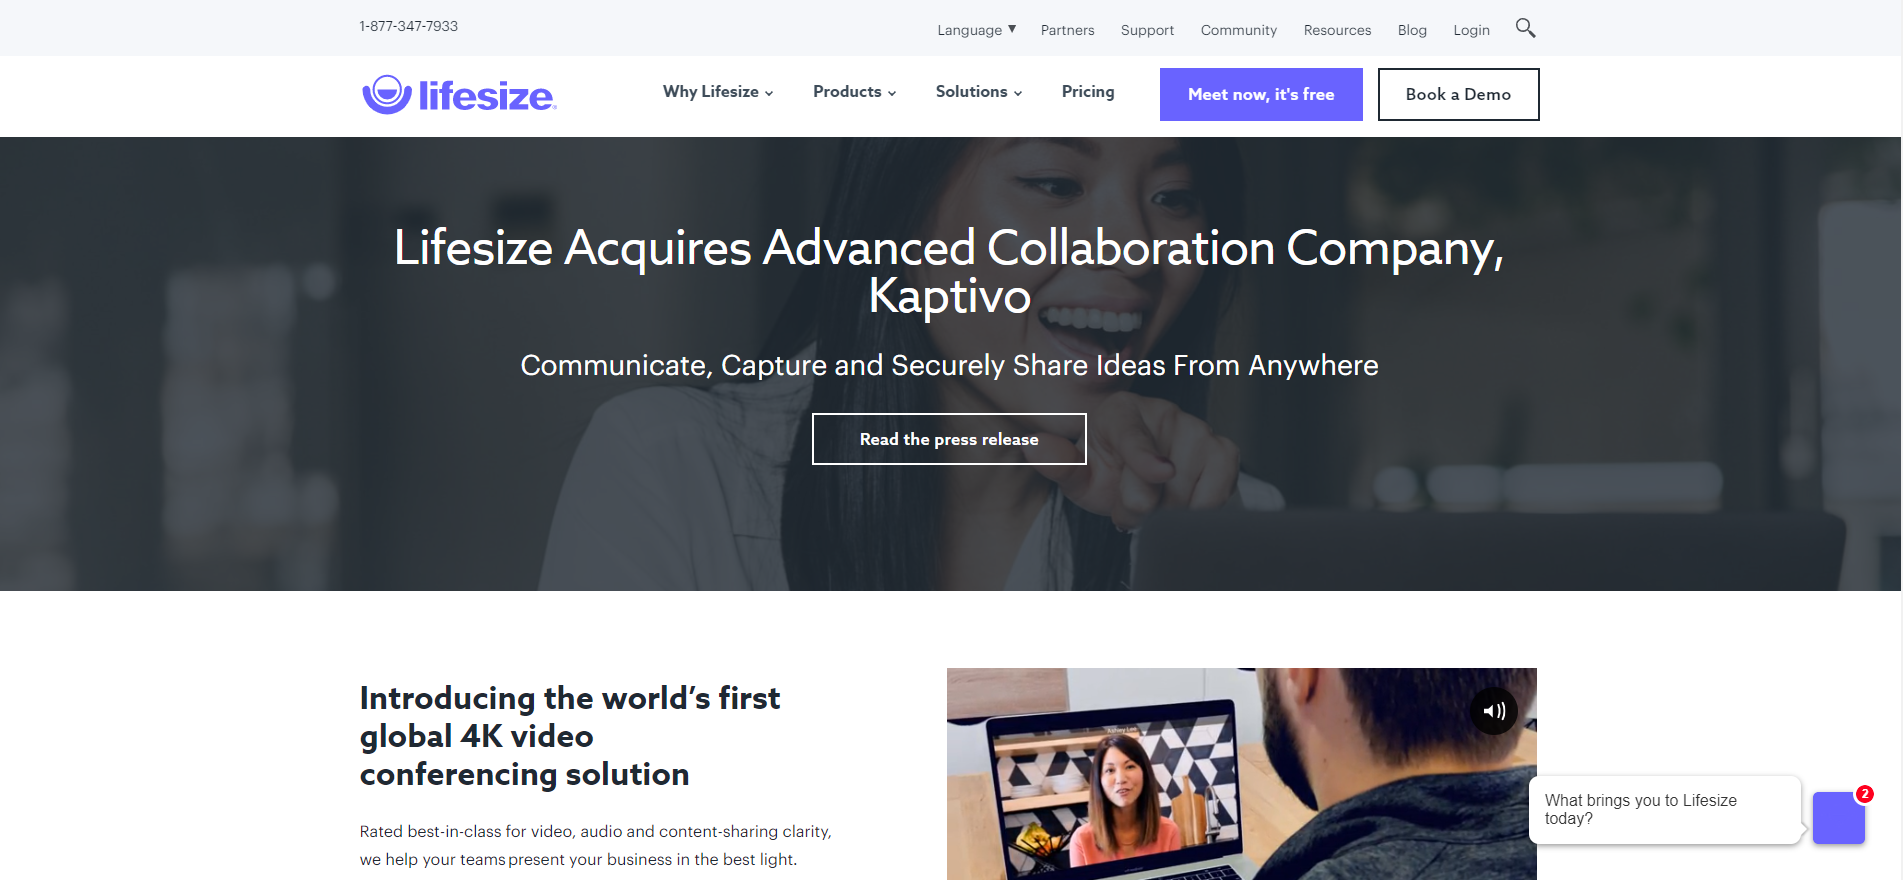 1-877-347-7933
Language ▼ Partners Support Community Resources Blog Login
lifesize
Why Lifesize Products Solutions Pricing Meet now, it's free Book a Demo
Lifesize Acquires Advanced Collaboration Company,
Kaptivo
Communicate, Capture and Securely Share Ideas From Anywhere
Read the press release
Introducing the world’s first
global 4K video
conferencing solution
Rated best-in-class for video, audio and content-sharing clarity,
we help your teams present your business in the best light.
Ashley Lee
What brings you to Lifesize
today?
2